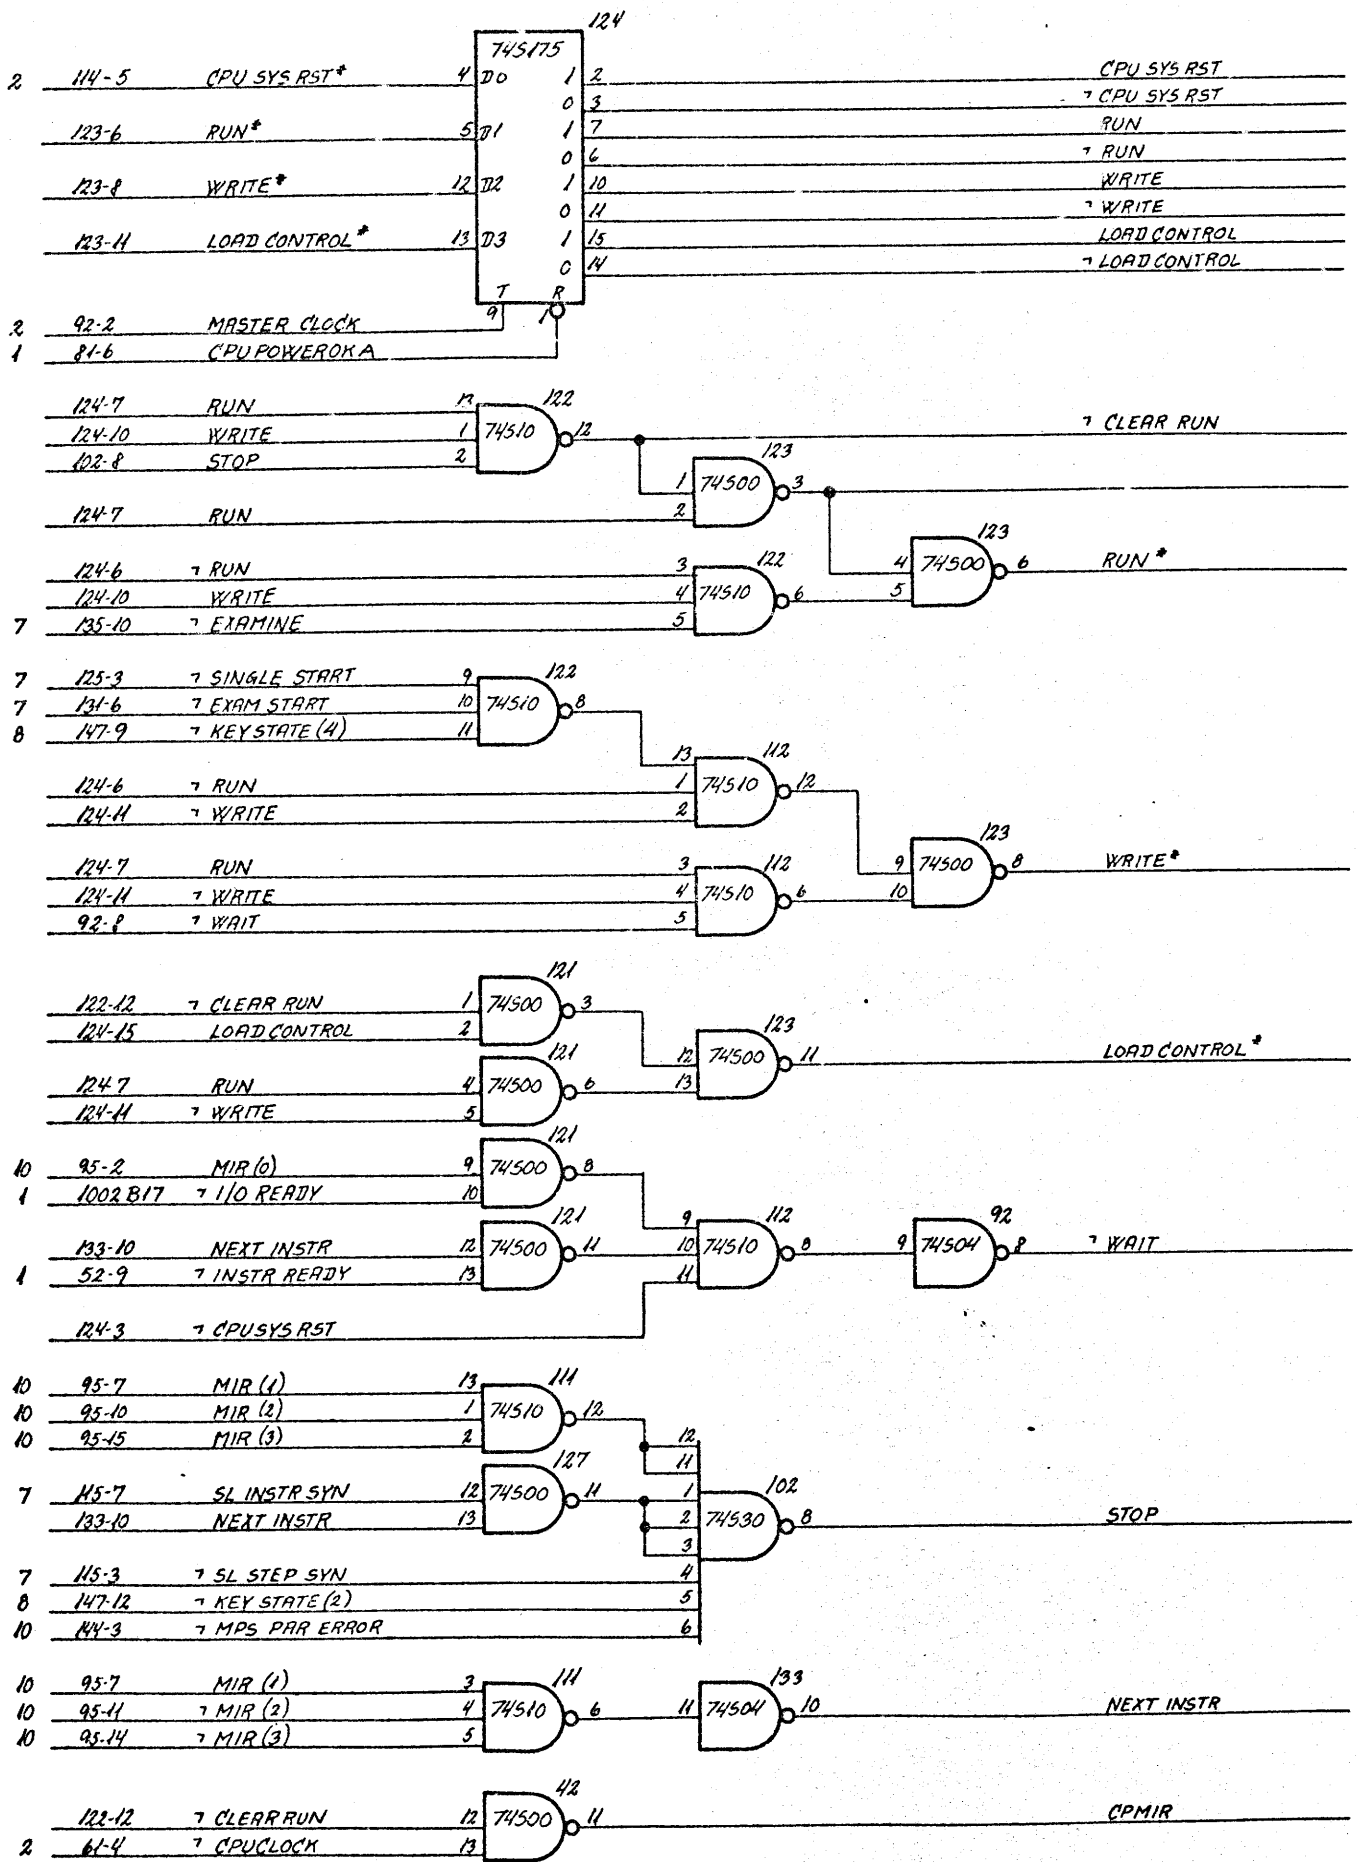 124
74S175
2 114-5 CPU SYS RST* 4 D0 1 2 CPU SYS RST
0 3 ¬ CPU SYS RST
123-6 RUN* 5 D1 1 7 RUN
0 6 ¬ RUN
123-8 WRITE* 12 D2 1 10 WRITE
0 11 ¬ WRITE
123-11 LOAD CONTROL* 13 D3 1 15 LOAD CONTROL
C 14 ¬ LOAD CONTROL
T R
9 1
2 92-2 MASTER CLOCK
1 81-6 CPU POWEROK A
124-7 RUN 13 122
124-10 WRITE 1 74S10 12 ¬ CLEAR RUN
102-8 STOP 2
123
1 74S00 3
124-7 RUN 2
123
4 74S00 6 RUN*
5
124-6 ¬ RUN 3 122
124-10 WRITE 4 74S10 6
7 135-10 ¬ EXAMINE 5
7 125-3 ¬ SINGLE START 9 122
7 131-6 ¬ EXAM START 10 74S10 8
8 147-9 ¬ KEY STATE (4) 11
13 112
124-6 ¬ RUN 1 74S10 12
124-11 ¬ WRITE 2
123
9 74S00 8 WRITE*
10
124-7 RUN 3 112
124-11 ¬ WRITE 4 74S10 6
92-8 ¬ WAIT 5
121
122-12 ¬ CLEAR RUN 1 74S00 3
124-15 LOAD CONTROL 2
123
12 74S00 11 LOAD CONTROL*
13
121
124-7 RUN 4 74S00 6
124-11 ¬ WRITE 5
121
10 95-2 MIR (0) 9 74S00 8
1 1002 B17 ¬ I/O READY 10
121
133-10 NEXT INSTR 12 74S00 11
1 52-9 ¬ INSTR READY 13
9 112
10 74S10 8
11
92
9 74S04 8 ¬ WAIT
124-3 ¬ CPU SYS RST
10 95-7 MIR (1) 13 111
10 95-10 MIR (2) 1 74S10 12
10 95-15 MIR (3) 2
127
7 115-7 SL INSTR SYN 12 74S00 11
133-10 NEXT INSTR 13
12
11
1 102
2 74S30 8 STOP
3
7 115-3 ¬ SL STEP SYN 4
8 147-12 ¬ KEY STATE (2) 5
10 144-3 ¬ MPS PAR ERROR 6
10 95-7 MIR (1) 3 111
10 95-11 ¬ MIR (2) 4 74S10 6
10 95-14 ¬ MIR (3) 5
133
11 74S04 10 NEXT INSTR
42
122-12 ¬ CLEAR RUN 12 74S00 11 CPMIR
2 61-4 ¬ CPUCLOCK 13